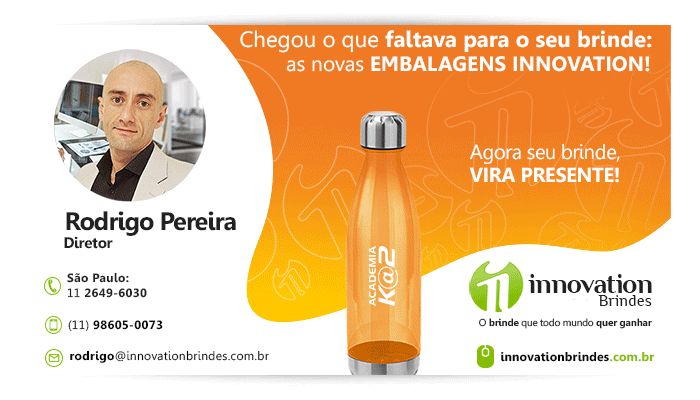 Chegou o que faltava para o seu brinde:
as novas EMBALAGENS INNOVATION!
Agora seu brinde,
VIRA PRESENTE!
Rodrigo Pereira
Diretor
São Paulo:
11 2649-6030
(11) 98605-0073
rodrigo@innovationbrindes.com.br
ACADEMIA
K@2
innovation
Brindes
O brinde que todo mundo quer ganhar
innovationbrindes.com.br